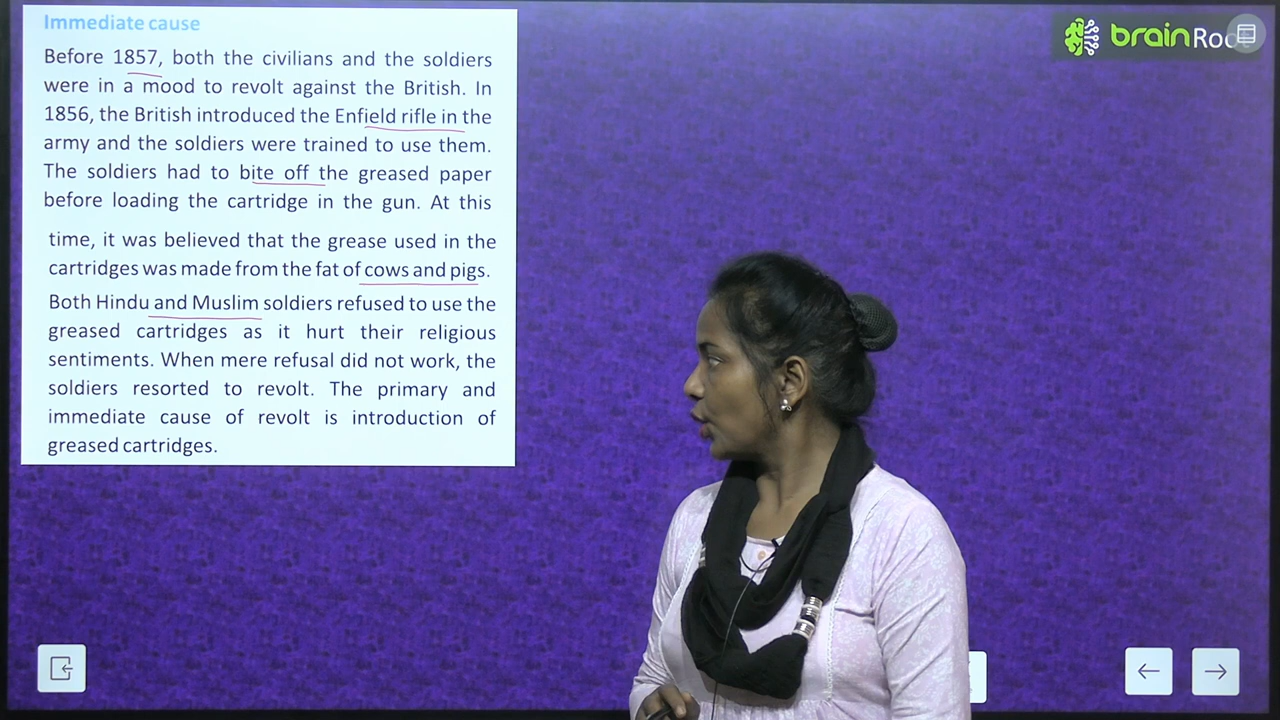 Immediate cause
Before 1857, both the civilians and the soldiers
were in a mood to revolt against the British. In
1856, the British introduced the Enfield rifle in the
army and the soldiers were trained to use them.
The soldiers had to bite off the greased paper
before loading the cartridge in the gun. At this
time, it was believed that the grease used in the
cartridges was made from the fat of cows and pigs.
Both Hindu and Muslim soldiers refused to use the
greased cartridges as it hurt their religious
sentiments. When mere refusal did not work, the
soldiers resorted to revolt. The primary and
immediate cause of revolt is introduction of
greased cartridges.
brain